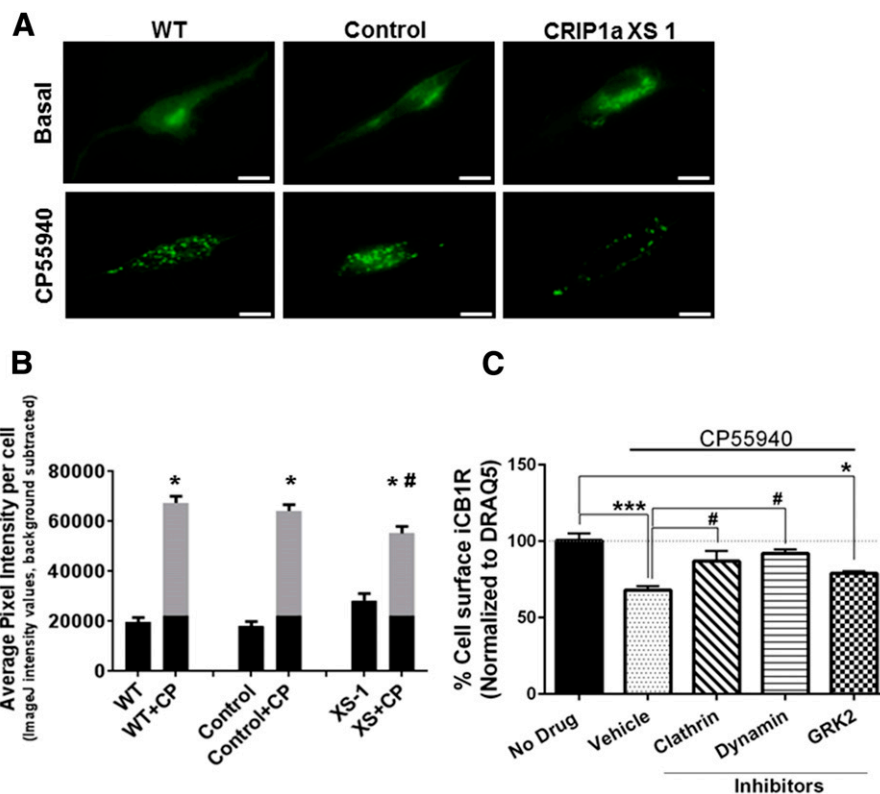 A
WT
Control
CRIP1a XS 1
Basal
CP55940
B
Average Pixel Intensity per cell
(ImageJ intensity values, background subtracted)
80000
60000
40000
20000
0
*
*
* #
WT
WT+CP
Control
Control+CP
XS-1
XS+CP
C
% Cell surface iCB1R
(Normalized to DRAQ5)
CP55940
150
100
50
0
*
***
#
#
No Drug
Vehicle
Clathrin
Dynamin
GRK2
Inhibitors